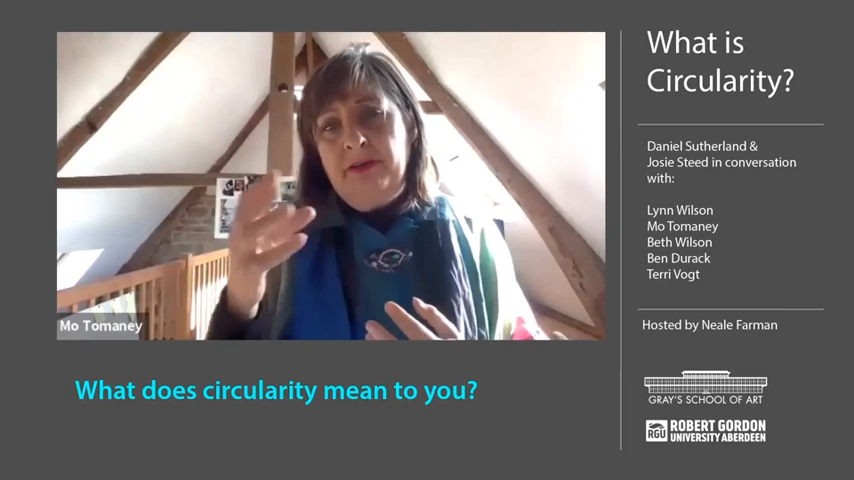 What is
Circularity?
Daniel Sutherland &
Josie Steed in conversation
with:
Lynn Wilson
Mo Tomaney
Beth Wilson
Ben Durack
Terri Vogt
Hosted by Neale Farman
GRAY'S SCHOOL OF ART
RGU ROBERT GORDON
UNIVERSITY ABERDEEN
Mo Tomaney
What does circularity mean to you?